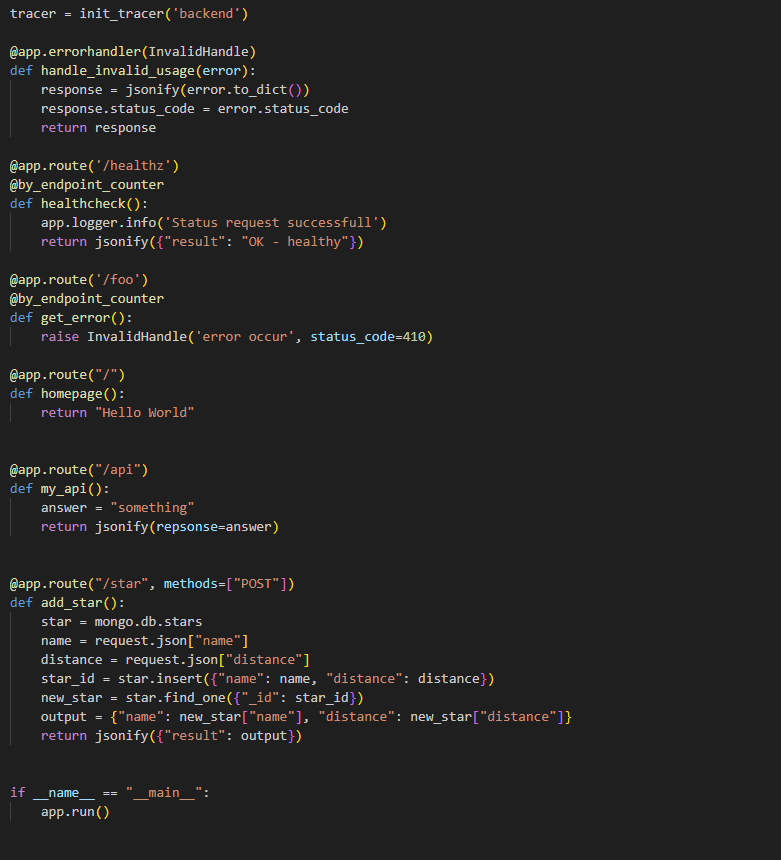 tracer = init_tracer('backend')
@app.errorhandler(InvalidHandle)
def handle_invalid_usage(error):
    response = jsonify(error.to_dict())
    response.status_code = error.status_code
    return response
@app.route('/healthz')
@by_endpoint_counter
def healthcheck():
    app.logger.info('Status request successfull')
    return jsonify({"result": "OK - healthy"})
@app.route('/foo')
@by_endpoint_counter
def get_error():
    raise InvalidHandle('error occur', status_code=410)
@app.route("/")
def homepage():
    return "Hello World"
@app.route("/api")
def my_api():
    answer = "something"
    return jsonify(repsonse=answer)
@app.route("/star", methods=["POST"])
def add_star():
    star = mongo.db.stars
    name = request.json["name"]
    distance = request.json["distance"]
    star_id = star.insert({"name": name, "distance": distance})
    new_star = star.find_one({"_id": star_id})
    output = {"name": new_star["name"], "distance": new_star["distance"]}
    return jsonify({"result": output})
if __name__ == "__main__":
    app.run()